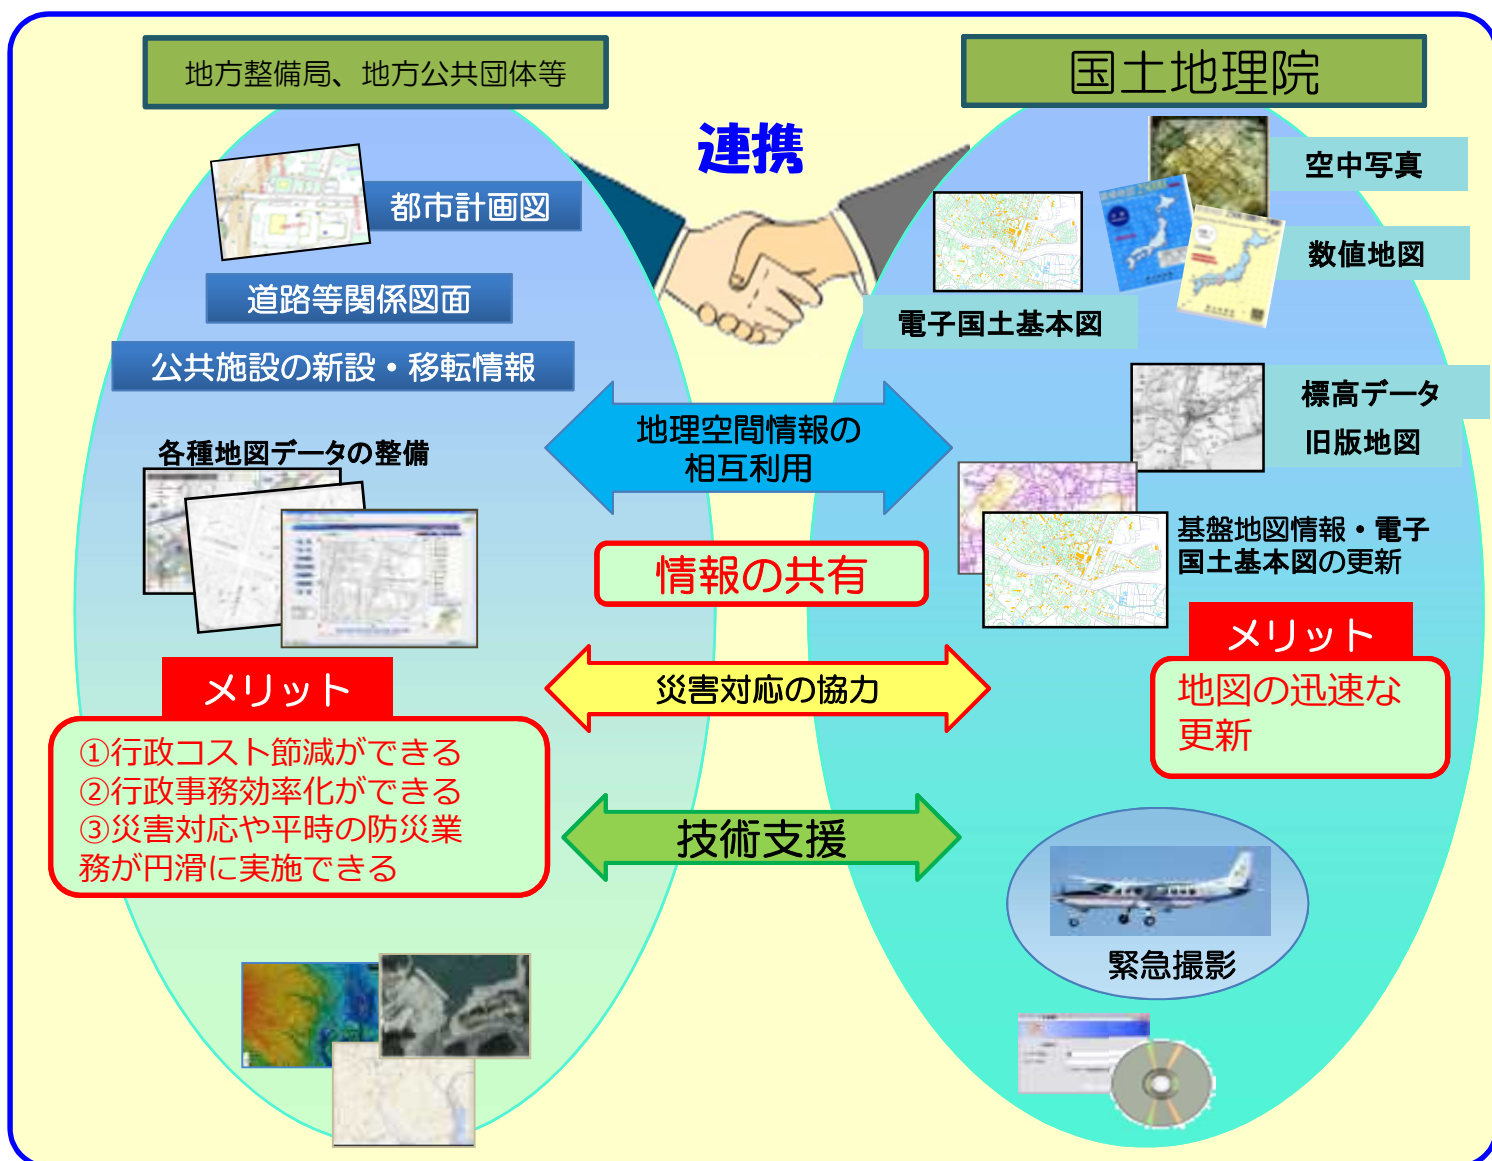 地方整備局、地方公共団体等
国土地理院
連携
都市計画図
道路等関係図面
公共施設の新設・移転情報
各種地図データの整備
空中写真
数値地図
電子国土基本図
標高データ
旧版地図
基盤地図情報・電子
国土基本図の更新
地理空間情報の
相互利用
情報の共有
災害対応の協力
技術支援
メリット
①行政コスト節減ができる
②行政事務効率化ができる
③災害対応や平時の防災業
務が円滑に実施できる
メリット
地図の迅速な
更新
緊急撮影